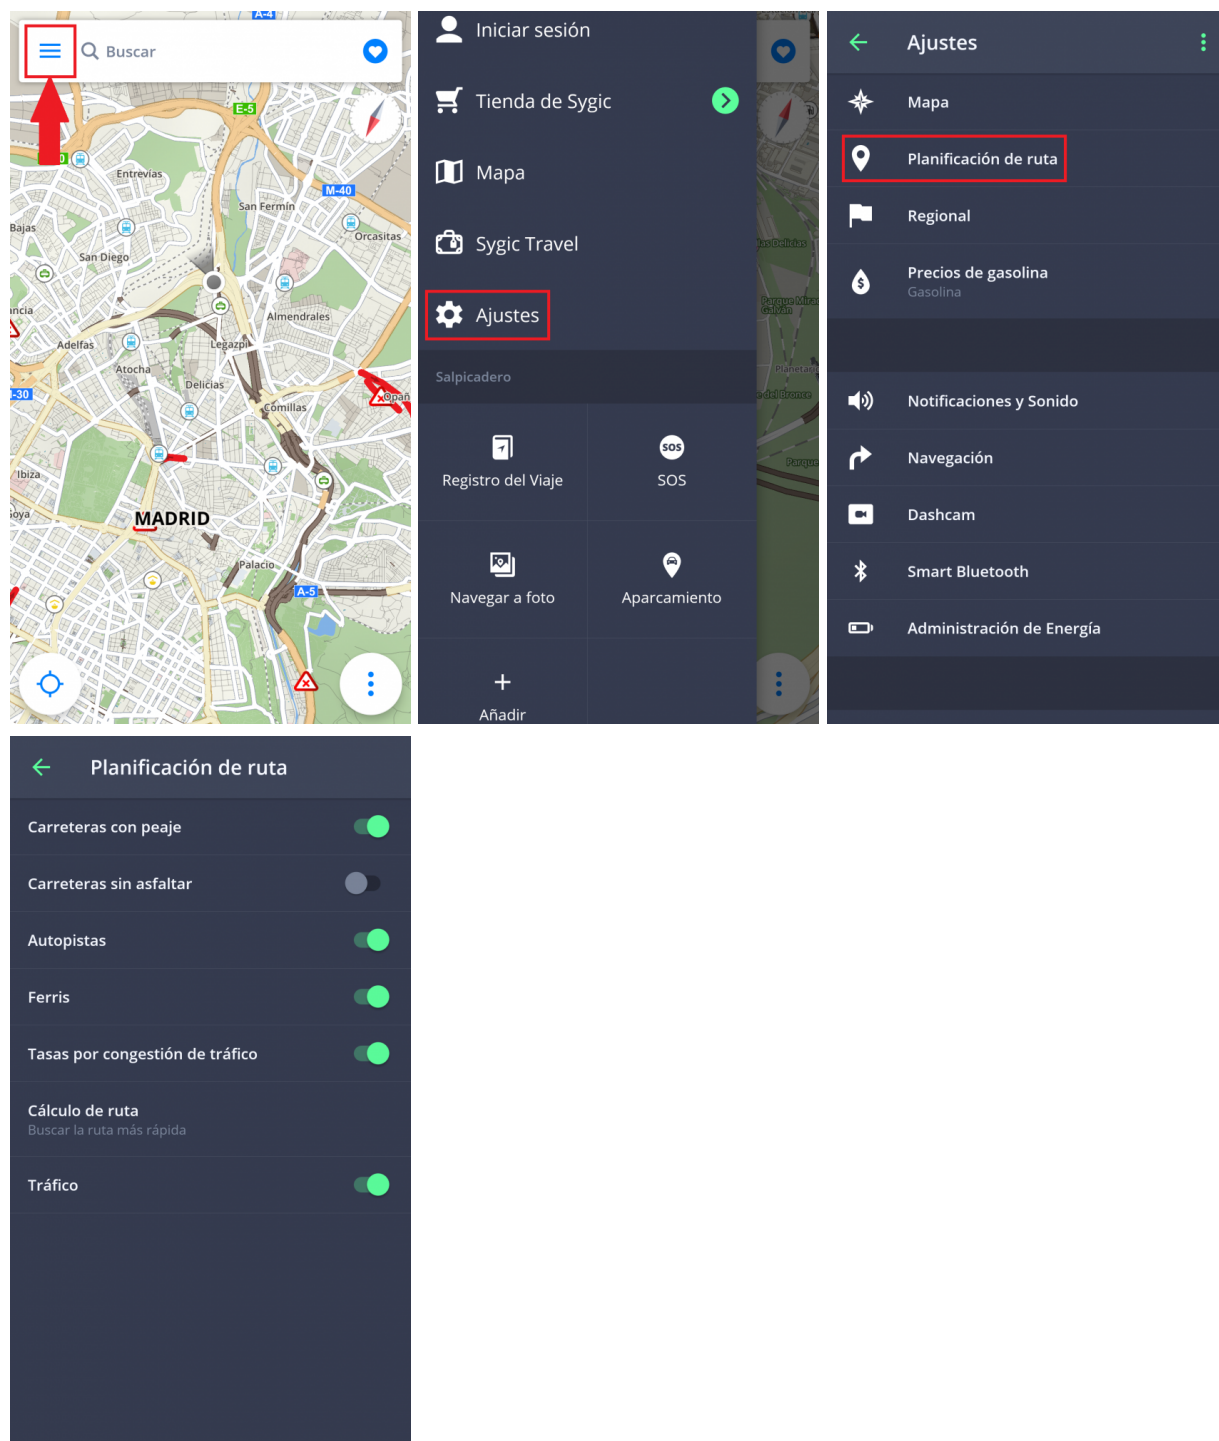 A-4
Buscar
E-5
Entrevías
M-40
San Fermín
Bajas
Orcasitas
San Diego
Almendrales
Adelfas
Legazpi
Atocha
Delicias
Comillas
Ibiza
MADRID
Palacio
A-5
Iniciar sesión
Tienda de Sygic
Mapa
Sygic Travel
Ajustes
Salpicadero
Registro del Viaje
SOS
SOS
Navegar a foto
Aparcamiento
Añadir
Planetari
Parque
Ajustes
Mapa
Planificación de ruta
Regional
Precios de gasolina
Gasolina
Notificaciones y Sonido
Navegación
Dashcam
Smart Bluetooth
Administración de Energía
Planificación de ruta
Carreteras con peaje
Carreteras sin asfaltar
Autopistas
Ferris
Tasas por congestión de tráfico
Cálculo de ruta
Buscar la ruta más rápida
Tráfico